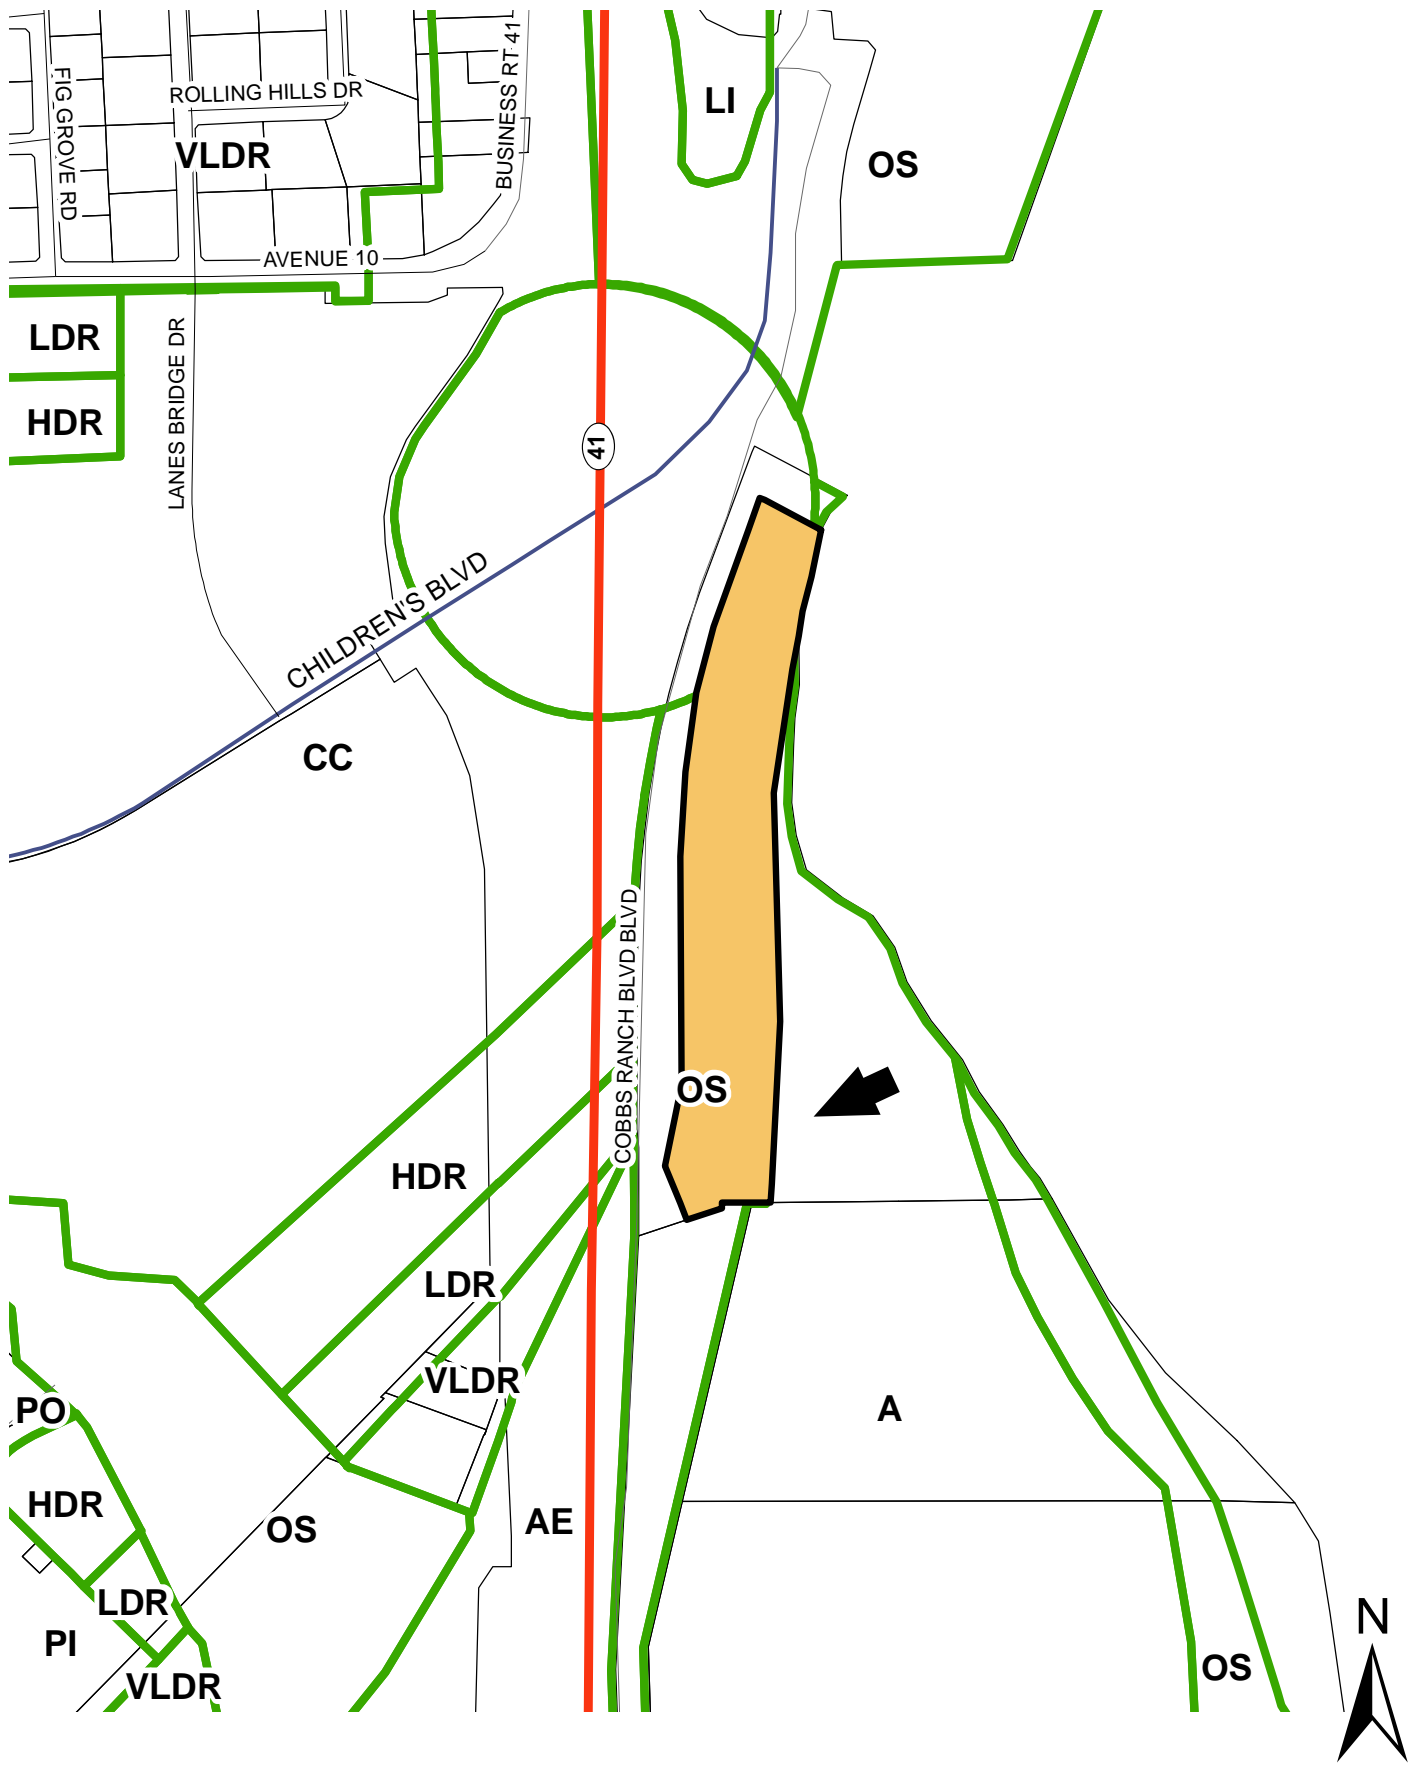 FIG GROVE RD
ROLLING HILLS DR
VLDR
BUSINESS RT 41
LI
OS
AVENUE 10
LDR
HDR
LANES BRIDGE DR
41
CHILDREN'S BLVD
CC
COBBS RANCH BLVD BLVD
OS
HDR
LDR
VLDR
A
PO
HDR
OS
AE
LDR
PI
VLDR
OS
N